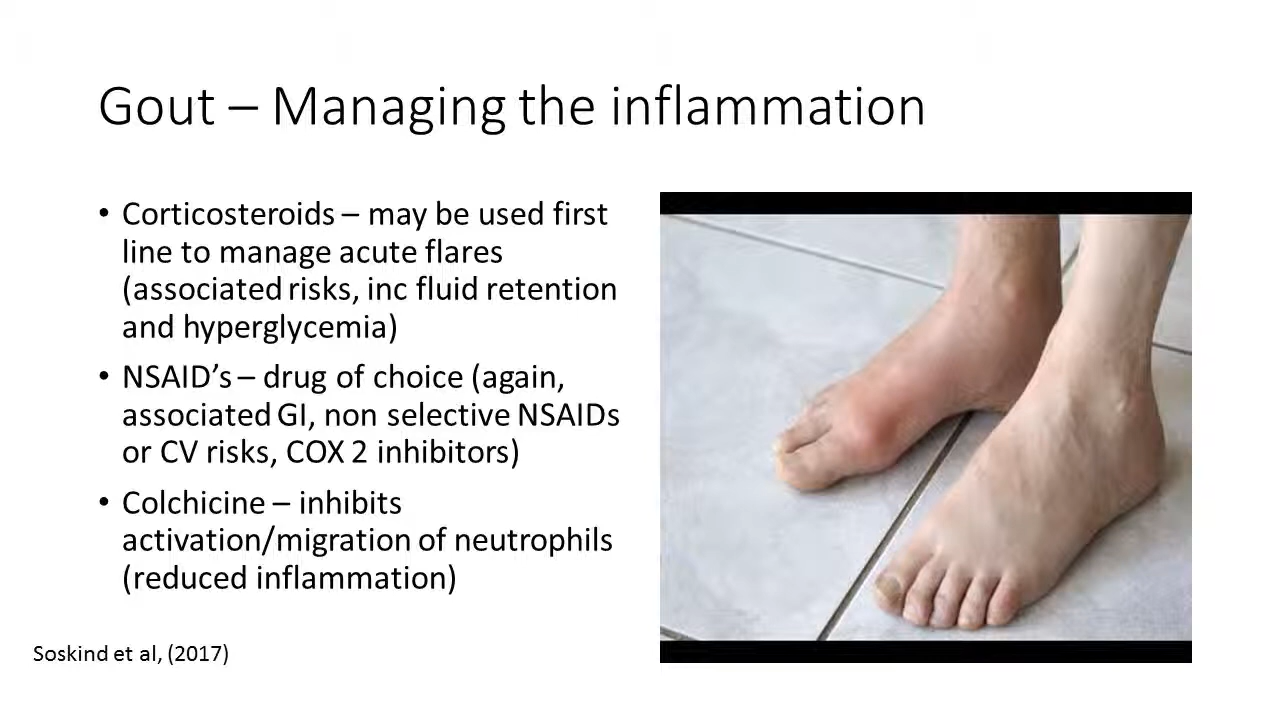 Gout – Managing the inflammation
• Corticosteroids – may be used first
line to manage acute flares
(associated risks, inc fluid retention
and hyperglycemia)
• NSAID’s – drug of choice (again,
associated GI, non selective NSAIDs
or CV risks, COX 2 inhibitors)
• Colchicine – inhibits
activation/migration of neutrophils
(reduced inflammation)
Soskind et al, (2017)